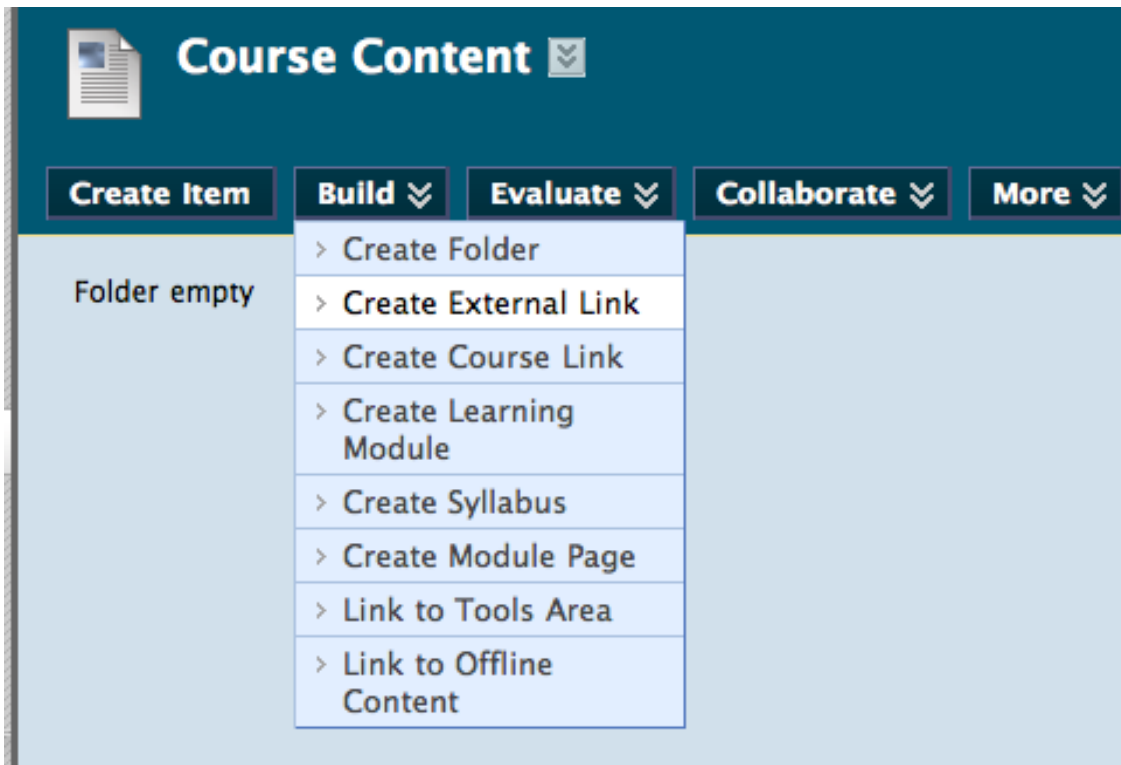 Course Content
Create Item Build Evaluate Collaborate More
Folder empty
Create Folder
Create External Link
Create Course Link
Create Learning
Module
Create Syllabus
Create Module Page
Link to Tools Area
Link to Offline
Content